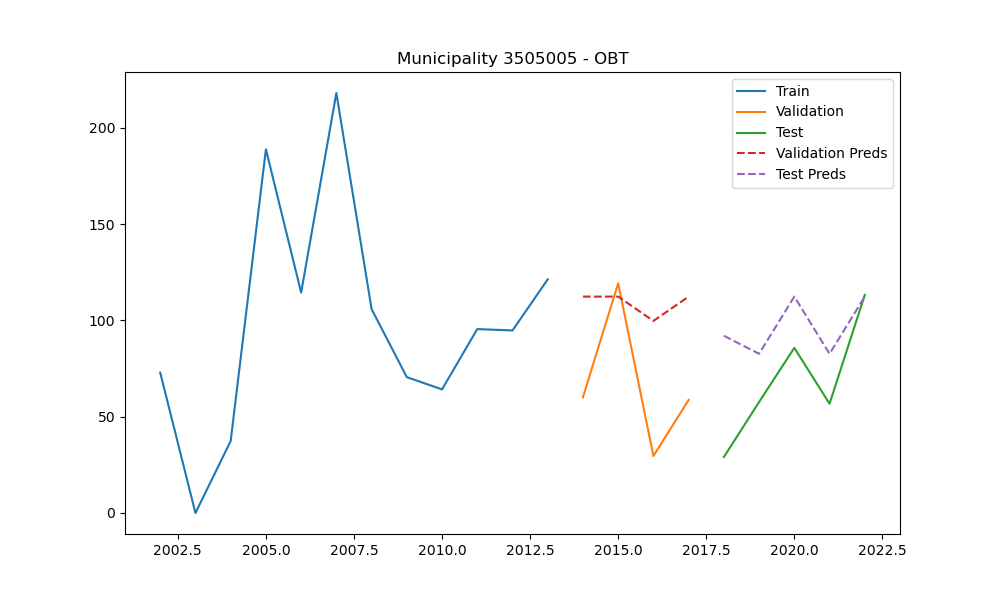 Municipality 3505005 - OBT
Train
Validation
Test
Validation Preds
Test Preds
200
150
100
50
0
2002.5 2005.0 2007.5 2010.0 2012.5 2015.0 2017.5 2020.0 2022.5